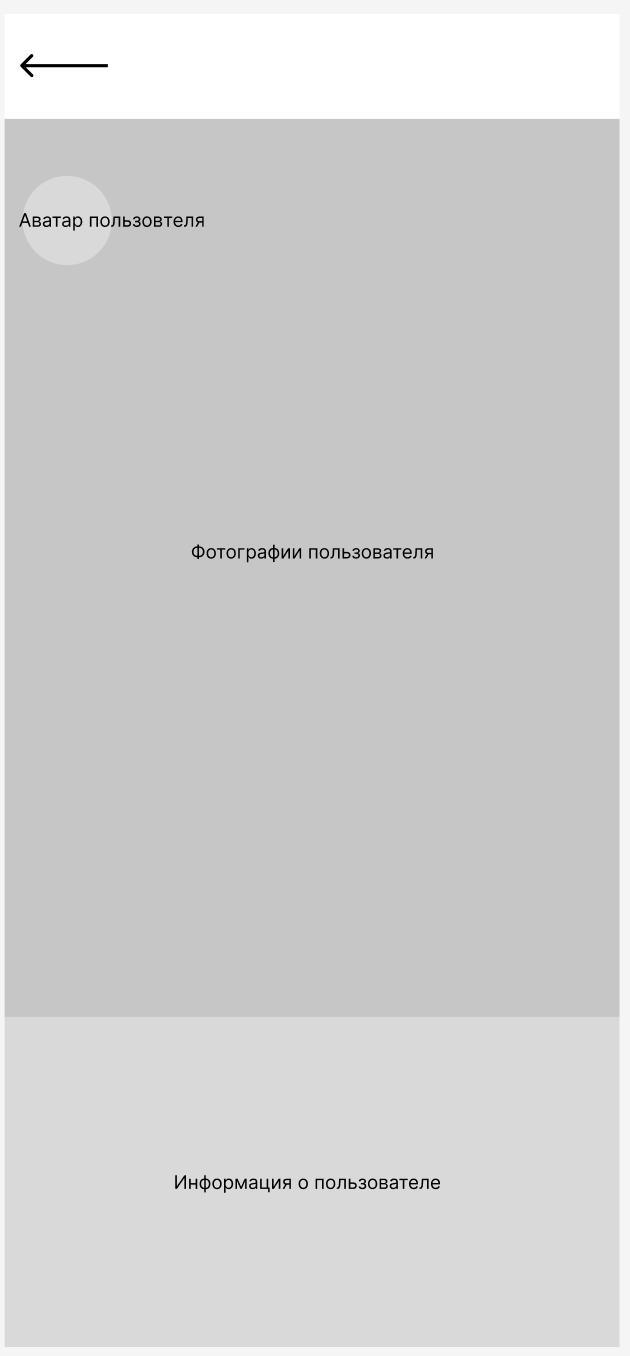 Аватар пользовтеля
Фотографии пользователя
Информация о пользователе